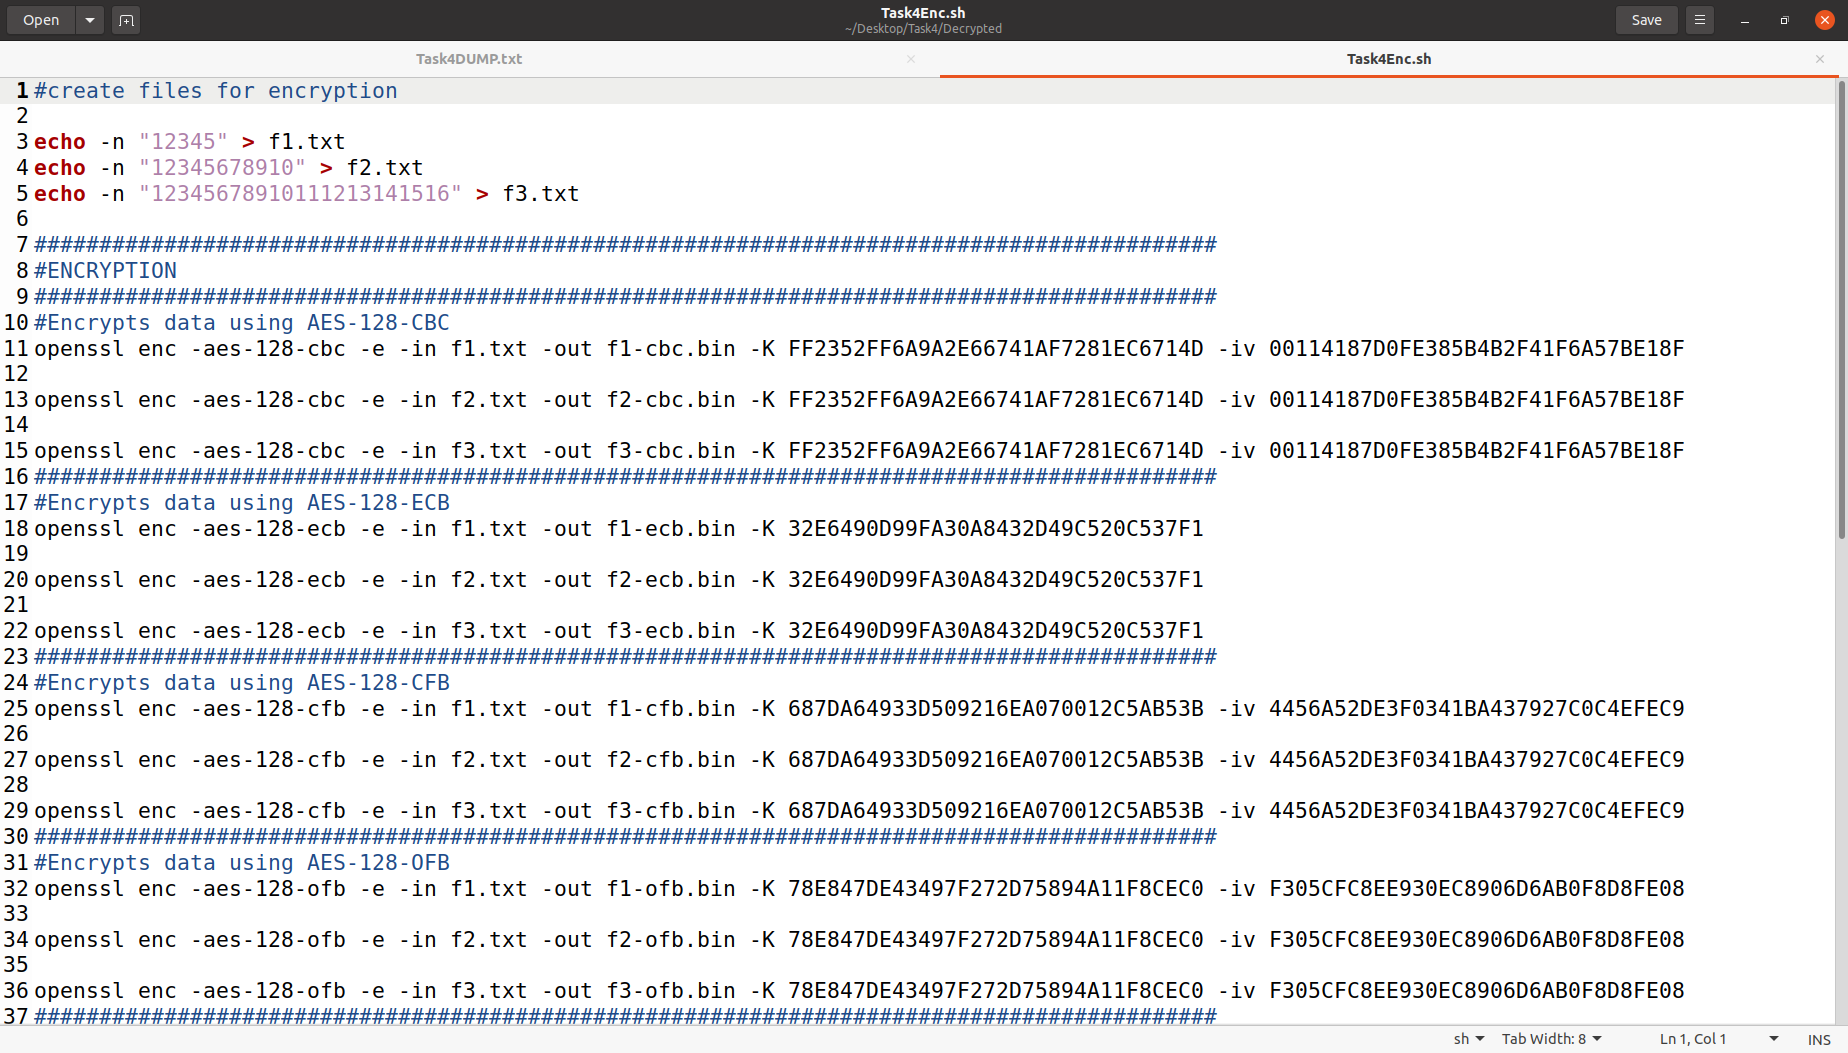 Open
Task4Enc.sh
~/Desktop/Task4/Decrypted
Save
Task4DUMP.txt
Task4Enc.sh
1 #create files for encryption
2
3 echo -n "12345" > f1.txt
4 echo -n "12345678910" > f2.txt
5 echo -n "12345678910111213141516" > f3.txt
6
7 ###########################################################################################
8 #ENCRYPTION
9 ###########################################################################################
10 #Encrypts data using AES-128-CBC
11 openssl enc -aes-128-cbc -e -in f1.txt -out f1-cbc.bin -K FF2352FF6A9A2E66741AF7281EC6714D -iv 00114187D0FE385B4B2F41F6A57BE18F
12
13 openssl enc -aes-128-cbc -e -in f2.txt -out f2-cbc.bin -K FF2352FF6A9A2E66741AF7281EC6714D -iv 00114187D0FE385B4B2F41F6A57BE18F
14
15 openssl enc -aes-128-cbc -e -in f3.txt -out f3-cbc.bin -K FF2352FF6A9A2E66741AF7281EC6714D -iv 00114187D0FE385B4B2F41F6A57BE18F
16 ###########################################################################################
17 #Encrypts data using AES-128-ECB
18 openssl enc -aes-128-ecb -e -in f1.txt -out f1-ecb.bin -K 32E6490D99FA30A8432D49C520C537F1
19
20 openssl enc -aes-128-ecb -e -in f2.txt -out f2-ecb.bin -K 32E6490D99FA30A8432D49C520C537F1
21
22 openssl enc -aes-128-ecb -e -in f3.txt -out f3-ecb.bin -K 32E6490D99FA30A8432D49C520C537F1
23 ###########################################################################################
24 #Encrypts data using AES-128-CFB
25 openssl enc -aes-128-cfb -e -in f1.txt -out f1-cfb.bin -K 687DA64933D509216EA070012C5AB53B -iv 4456A52DE3F0341BA437927C0C4EFEC9
26
27 openssl enc -aes-128-cfb -e -in f2.txt -out f2-cfb.bin -K 687DA64933D509216EA070012C5AB53B -iv 4456A52DE3F0341BA437927C0C4EFEC9
28
29 openssl enc -aes-128-cfb -e -in f3.txt -out f3-cfb.bin -K 687DA64933D509216EA070012C5AB53B -iv 4456A52DE3F0341BA437927C0C4EFEC9
30 ###########################################################################################
31 #Encrypts data using AES-128-OFB
32 openssl enc -aes-128-ofb -e -in f1.txt -out f1-ofb.bin -K 78E847DE43497F272D75894A11F8CEC0 -iv F305CFC8EE930EC8906D6AB0F8D8FE08
33
34 openssl enc -aes-128-ofb -e -in f2.txt -out f2-ofb.bin -K 78E847DE43497F272D75894A11F8CEC0 -iv F305CFC8EE930EC8906D6AB0F8D8FE08
35
36 openssl enc -aes-128-ofb -e -in f3.txt -out f3-ofb.bin -K 78E847DE43497F272D75894A11F8CEC0 -iv F305CFC8EE930EC8906D6AB0F8D8FE08
37 ###########################################################################################
sh Tab Width: 8 Ln 1, Col 1 INS